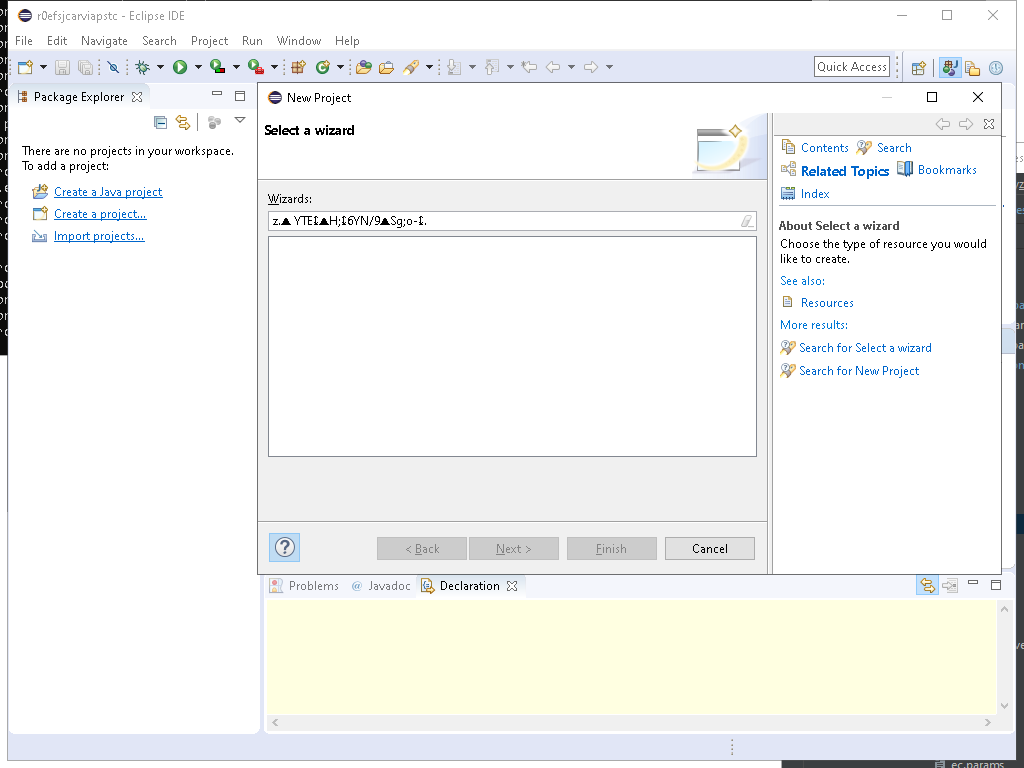 r0efsjcarviapstc - Eclipse IDE
File Edit Navigate Search Project Run Window Help
Quick Access
Package Explorer
There are no projects in your workspace.
To add a project:
Create a Java project
Create a project...
Import projects...
New Project
Select a wizard
Wizards:
< Back
Next >
Finish
Cancel
Contents Search
Related Topics Bookmarks
Index
About Select a wizard
Choose the type of resource you would
like to create.
See also:
Resources
More results:
Search for Select a wizard
Search for New Project
Problems @ Javadoc Declaration
ec.params